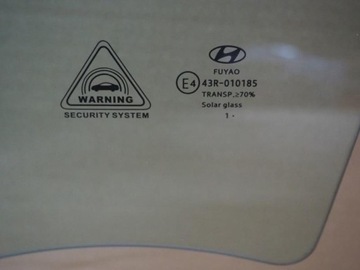 WARNING
SECURITY SYSTEM
FUYAO
E4 43R-010185
TRANSP.≥70%
Solar glass
1 .